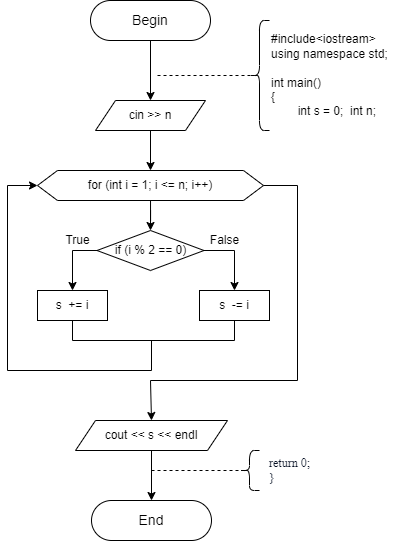 Begin
#include<iostream>
using namespace std;
int main()
{
int s = 0; int n;
cin >> n
for (int i = 1; i <= n; i++)
True
False
if (i % 2 == 0)
s += i
s -= i
cout << s << endl
return 0;
}
End